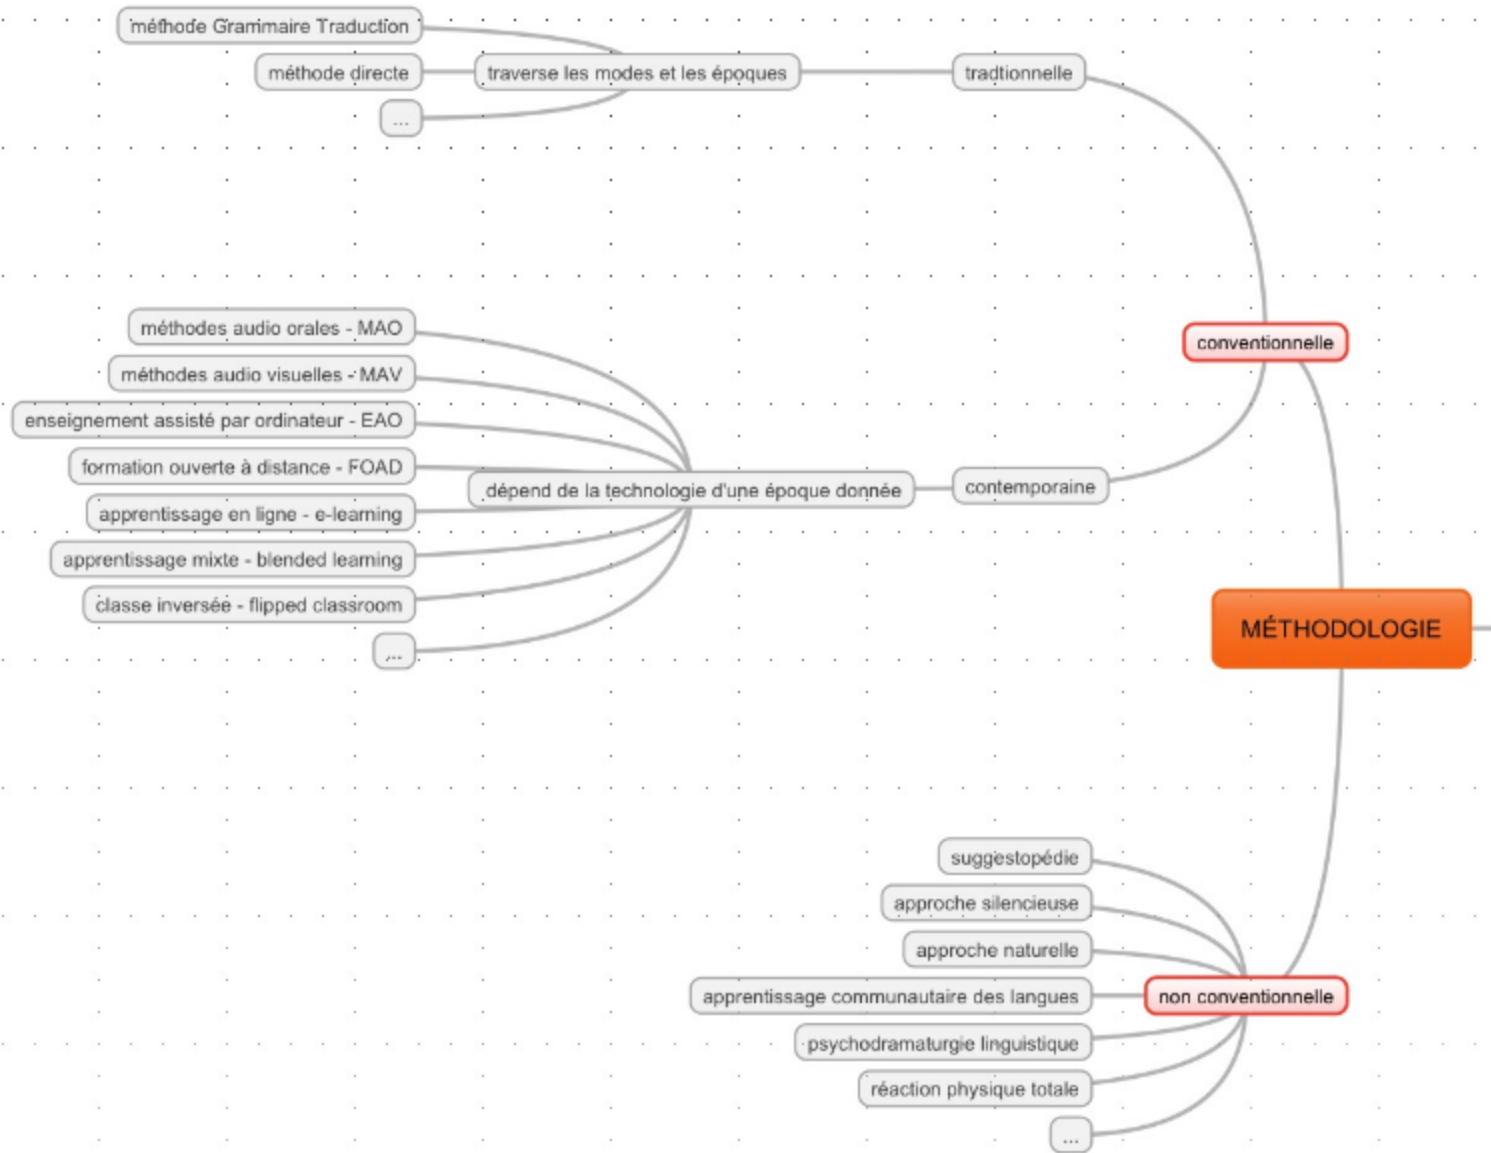 méthode Grammaire Traduction
méthode directe
traverse les modes et les époques
tradtionnelle
...
méthodes audio orales - MAO
conventionnelle
méthodes audio visuelles - MAV
enseignement assisté par ordinateur - EAO
formation ouverte à distance - FOAD
dépend de la technologie d'une époque donnée
contemporaine
apprentissage en ligne - e-learning
apprentissage mixte - blended learning
classe inversée - flipped classroom
...
MÉTHODOLOGIE
suggestopédie
approche silencieuse
approche naturelle
apprentissage communautaire des langues
non conventionnelle
psychodramaturgie linguistique
réaction physique totale
...